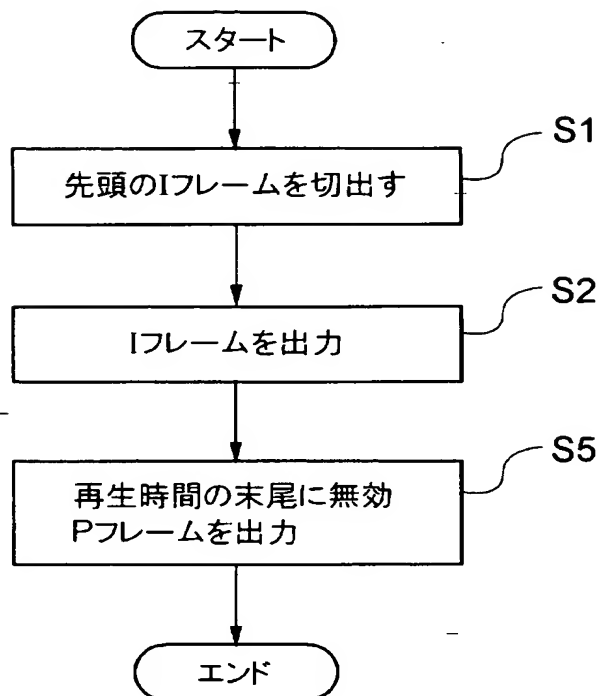 スタート
S1
先頭のIフレームを切出す
S2
Iフレームを出力
S5
再生時間の末尾に無効
Pフレームを出力
エンド